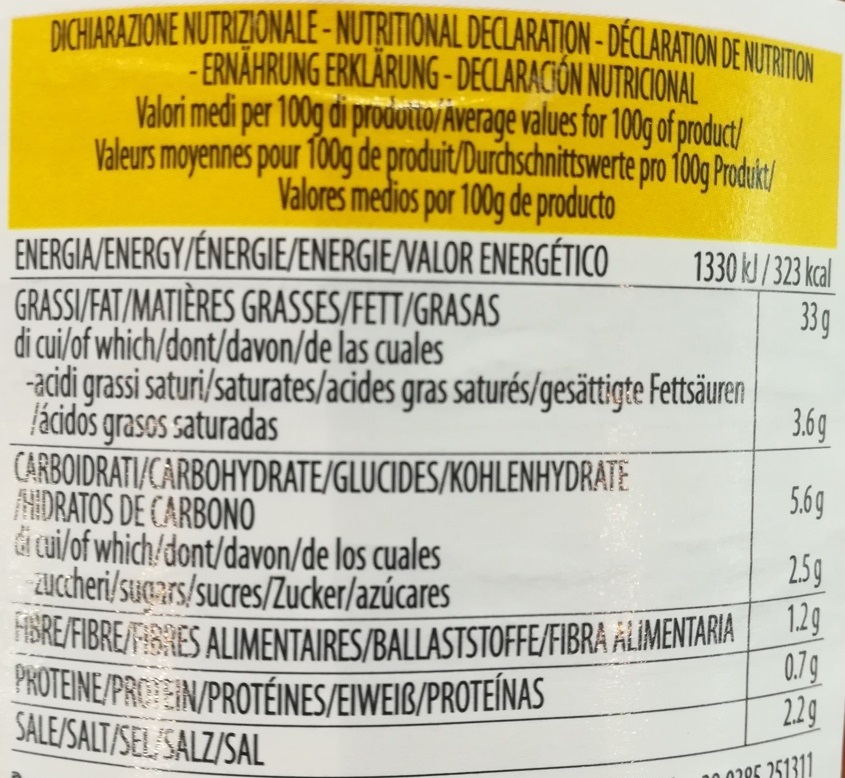 DICHIARAZIONE NUTRIZIONALE - NUTRITIONAL DECLARATION - DÉCLARATION DE NUTRITION
- ERNÄHRUNG ERKLÄRUNG - DECLARACIÓN NUTRICIONAL
Valori medi per 100g di prodotto/Average values for 100g of product/
Valeurs moyennes pour 100g de produit/Durchschnittswerte pro 100g Produkt/
Valores medios por 100g de producto
ENERGIA/ENERGY/ÉNERGIE/ENERGIE/VALOR ENERGÉTICO 1330 kJ / 323 kcal
GRASSI/FAT/MATIÈRES GRASSES/FETT/GRASAS 33 g
di cui/of which/dont/davon/de las cuales
-acidi grassi saturi/saturates/acides gras saturés/gesättigte Fettsäuren
/ácidos grasos saturadas 3.6 g
CARBOIDRATI/CARBOHYDRATE/GLUCIDES/KOHLENHYDRATE
/HIDRATOS DE CARBONO 5.6 g
di cui/of which/dont/davon/de los cuales
-zuccheri/sugars/sucres/Zucker/azúcares 2.5 g
FIBRE/FIBRE/FIBRES ALIMENTAIRES/BALLASTSTOFFE/FIBRA ALIMENTARIA 1.2 g
PROTEINE/PROTEIN/PROTÉINES/EIWEIß/PROTEÍNAS 0.7 g
SALE/SALT/SEL/SALZ/SAL 2.2 g
251311